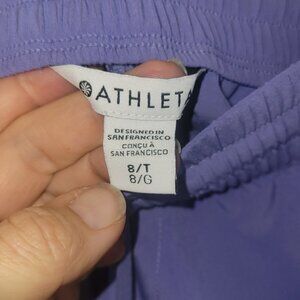 ATHLETA
DESIGNED IN
SAN FRANCISCO
CONÇU À
SAN FRANCISCO
8/T
8/G